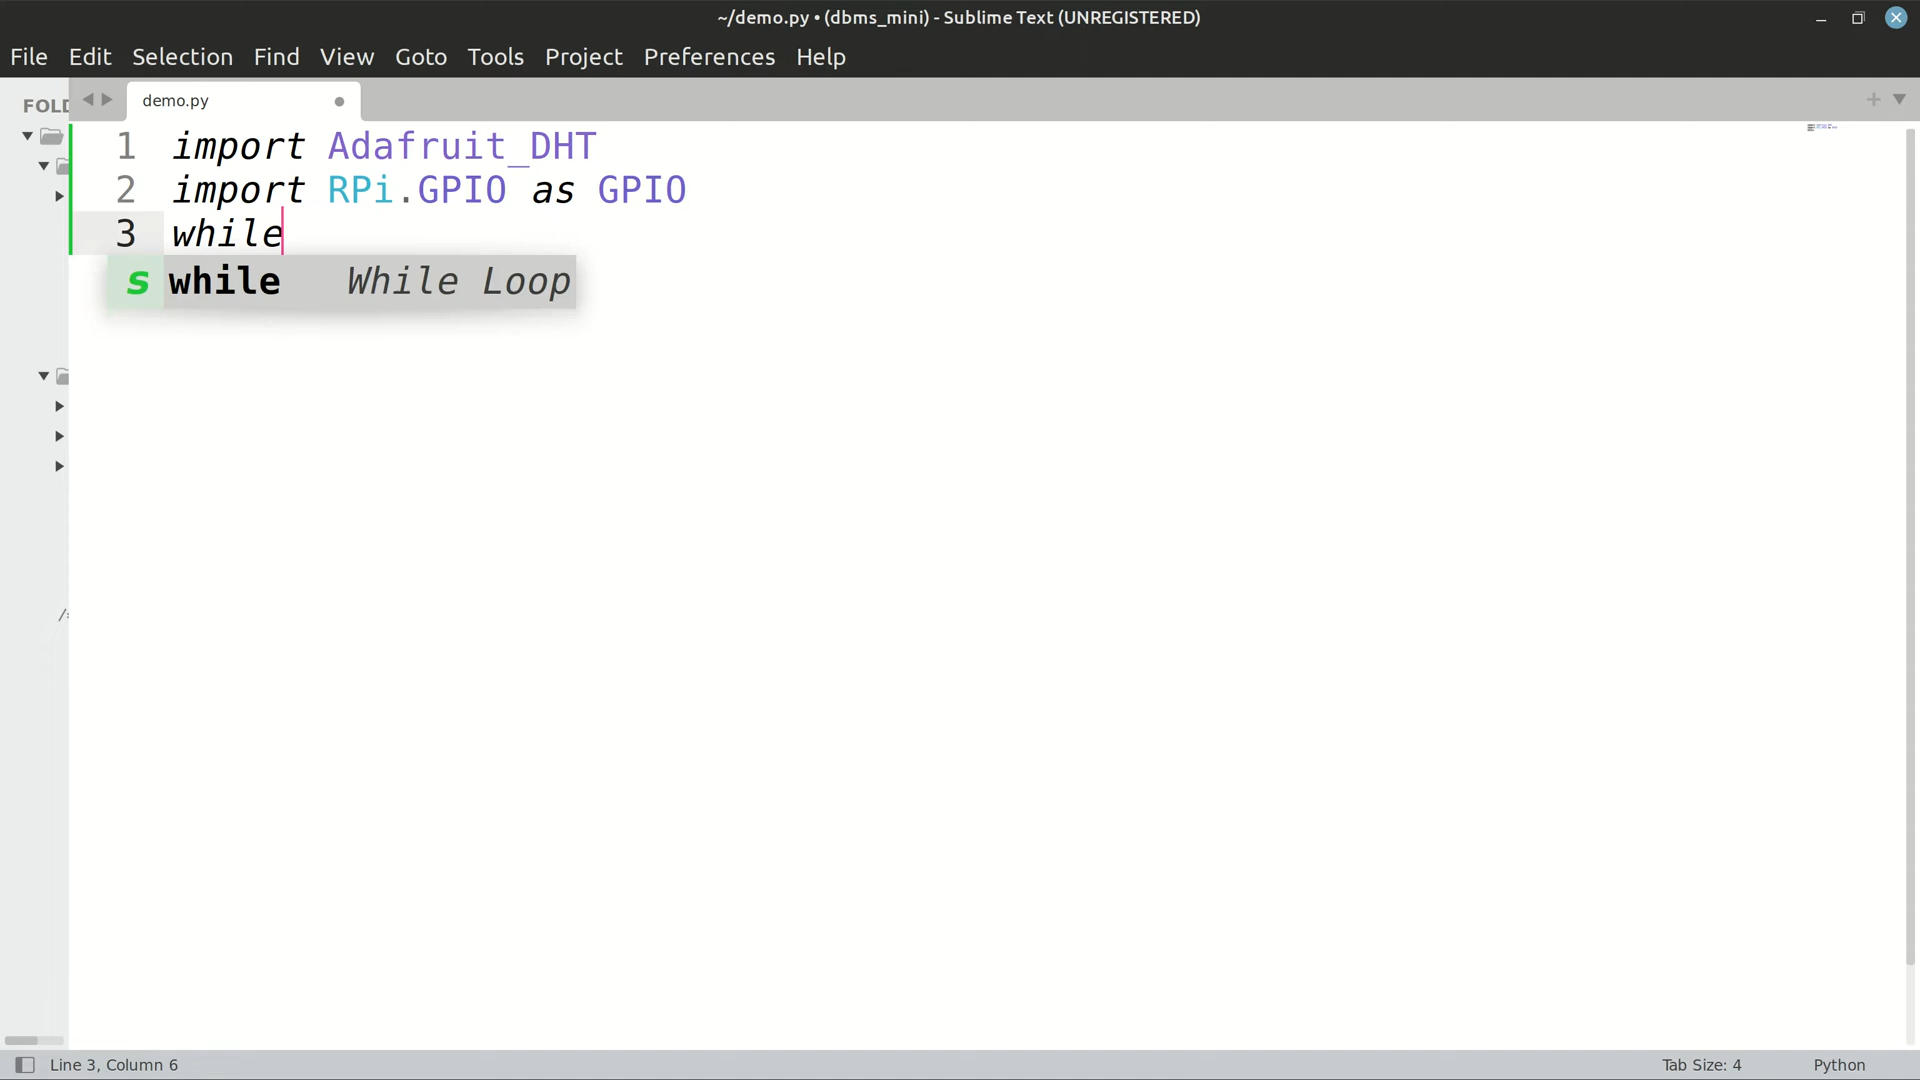 ~/demo.py • (dbms_mini) - Sublime Text (UNREGISTERED)
File Edit Selection Find View Goto Tools Project Preferences Help
FOLD
demo.py
1 import Adafruit_DHT
2 import RPi.GPIO as GPIO
3 while
s while While Loop
/*
Line 3, Column 6
Tab Size: 4
Python